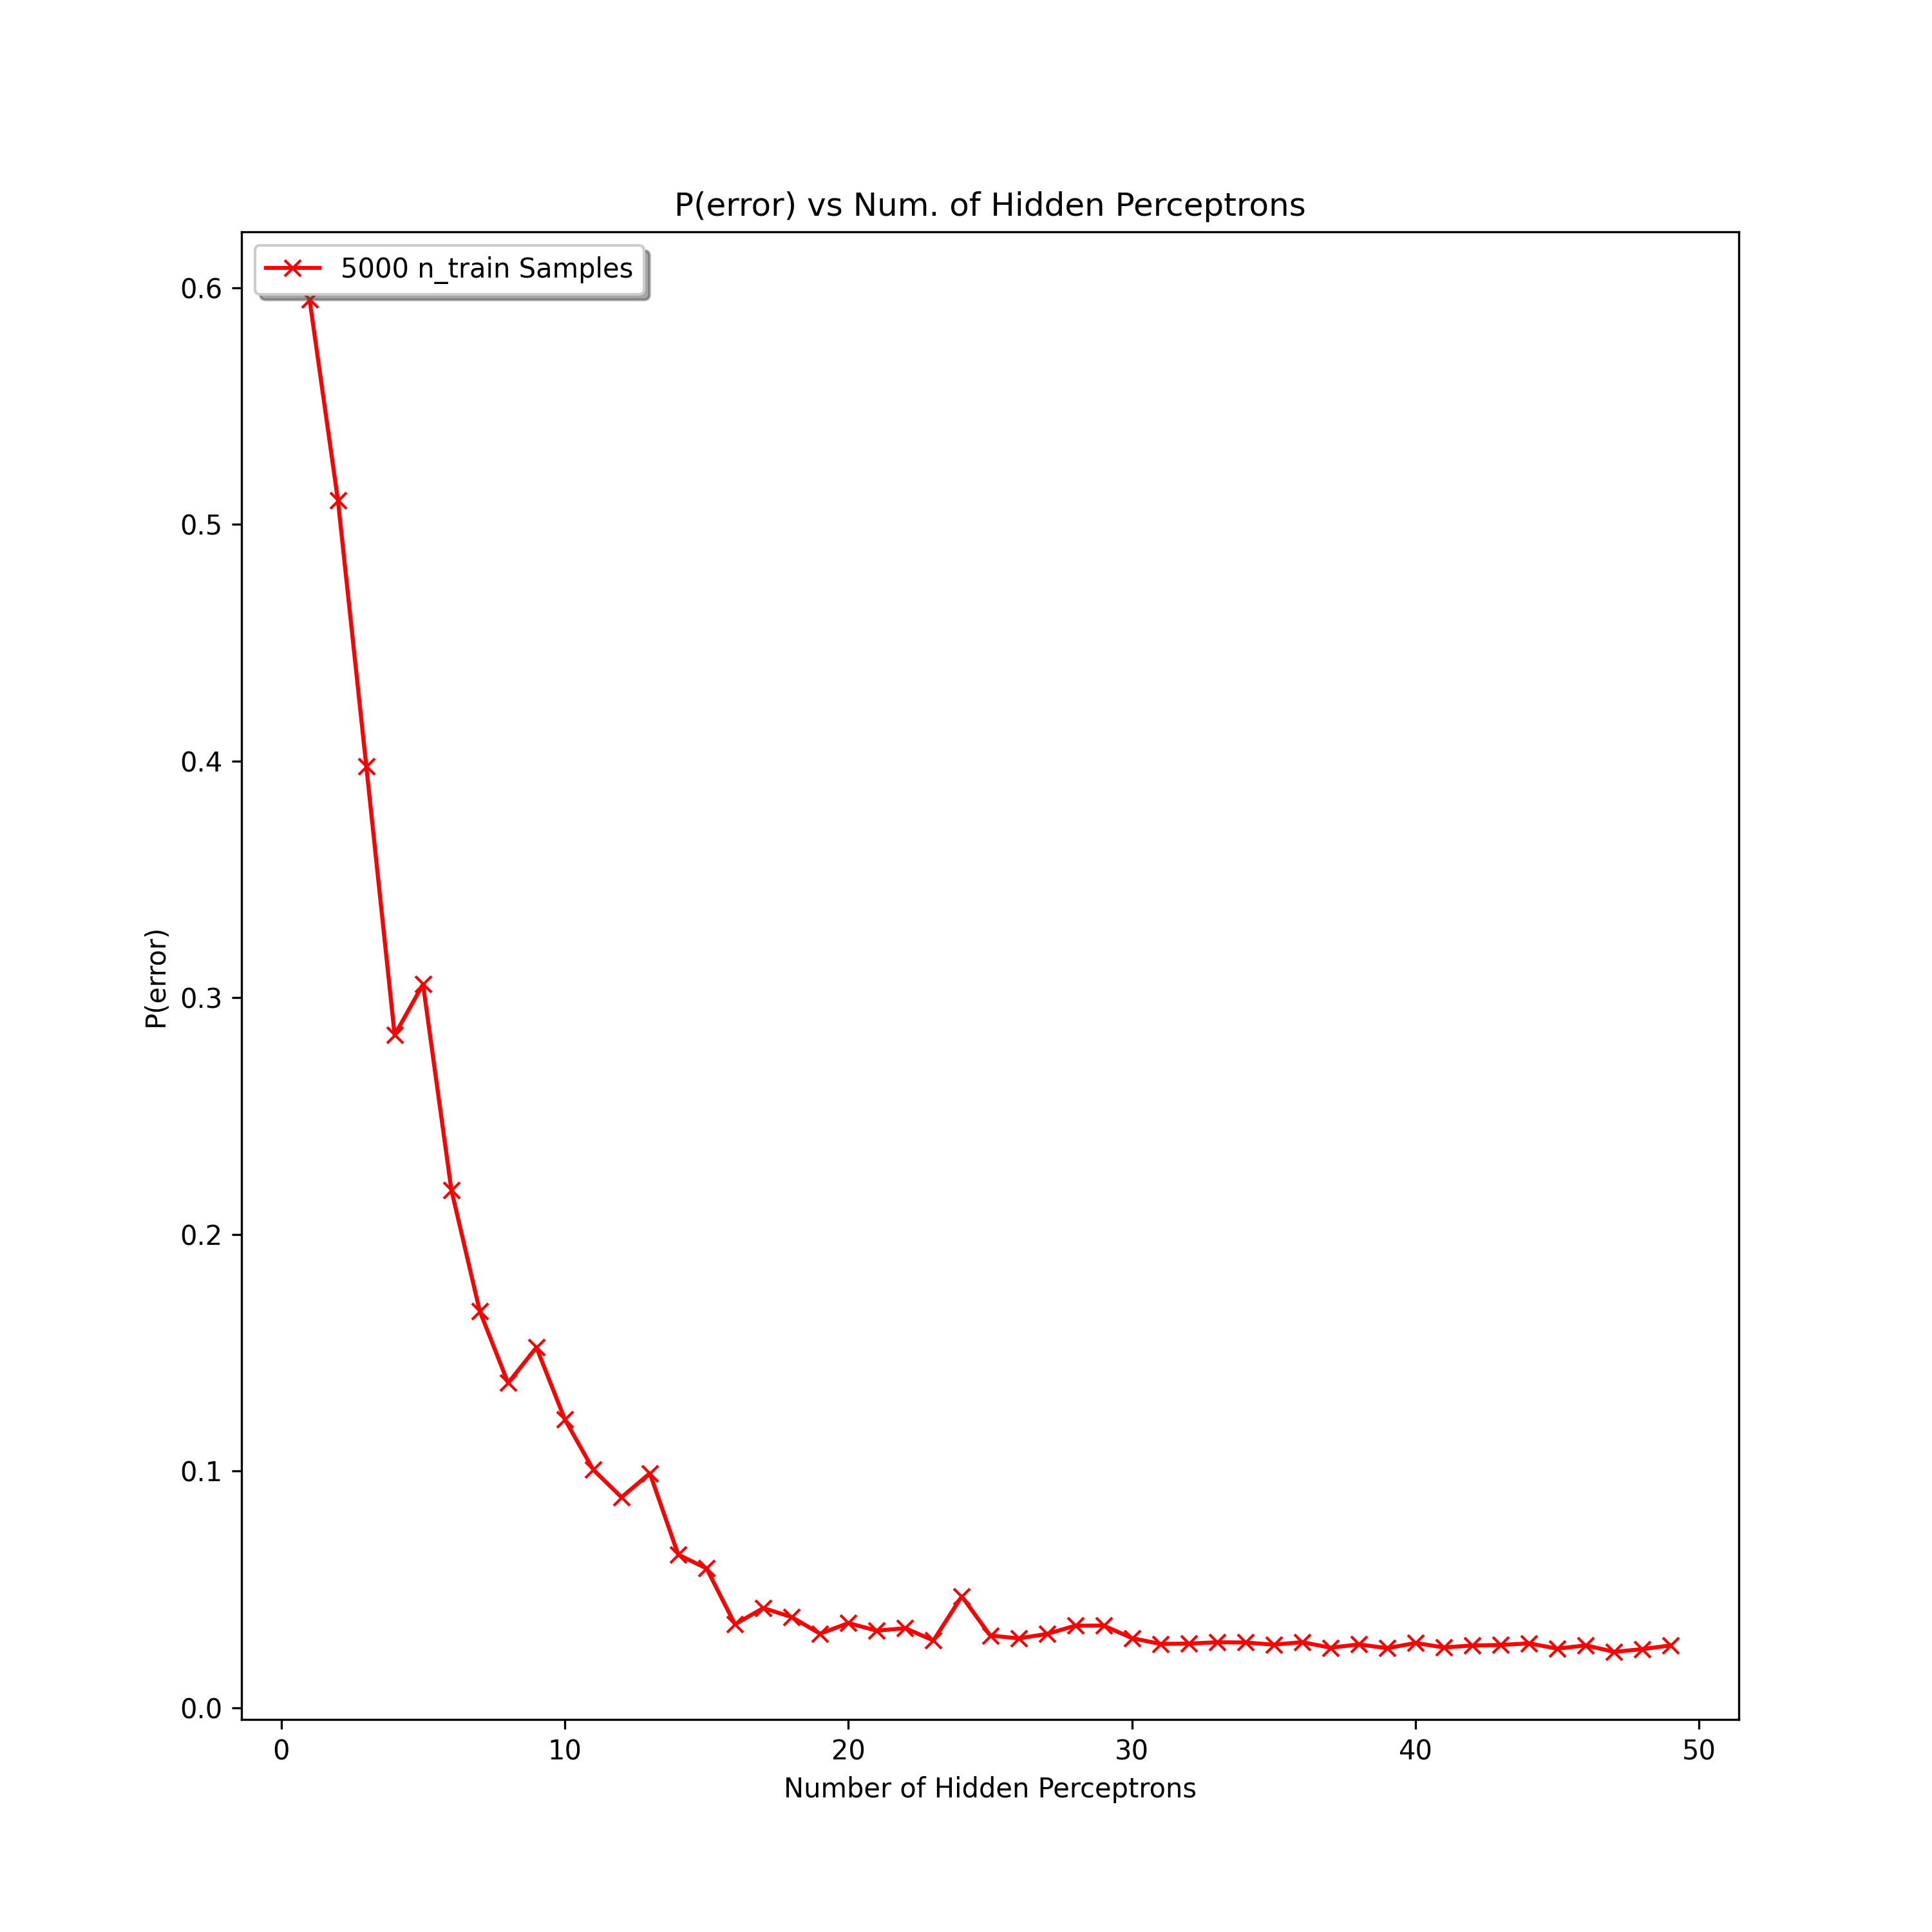 P(error) vs Num. of Hidden Perceptrons
5000 n_train Samples
0.6
0.5
0.4
0.3
0.2
0.1
0.0
P(error)
0 10 20 30 40 50
Number of Hidden Perceptrons